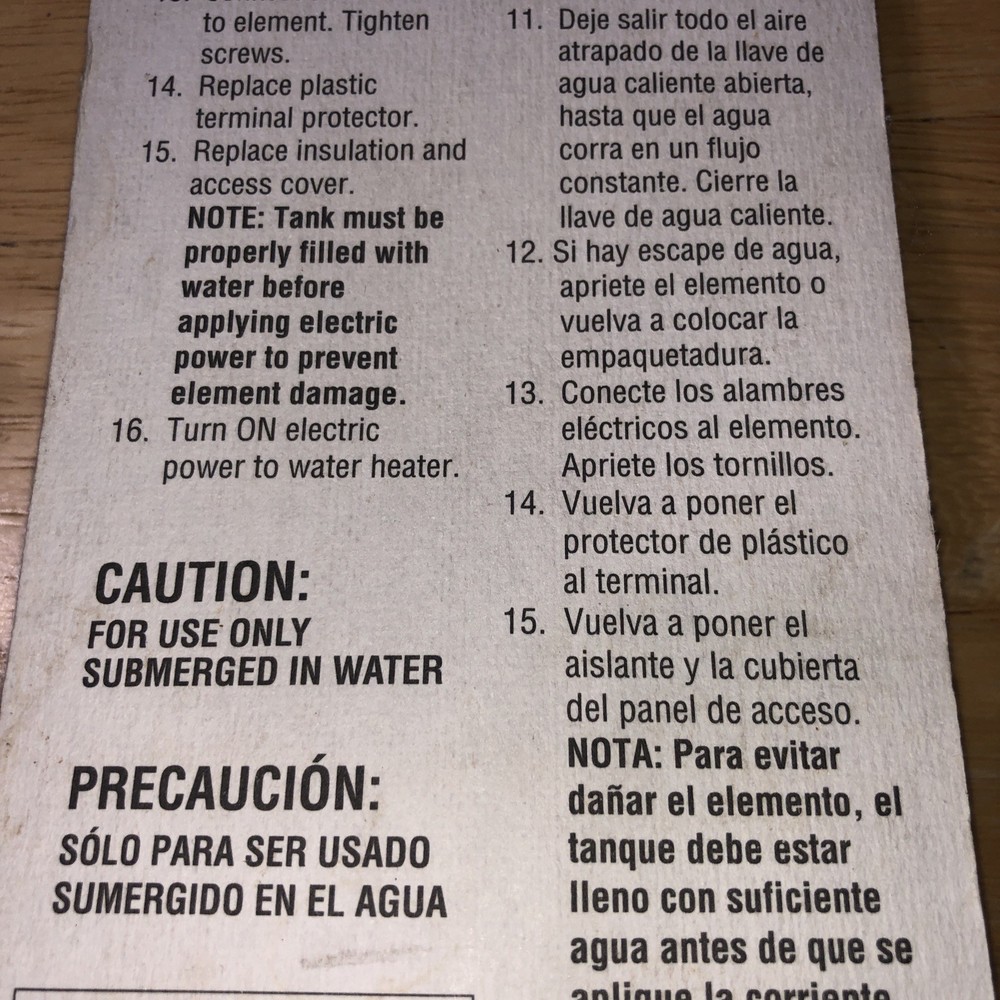 to element. Tighten
screws.
14. Replace plastic
terminal protector.
15. Replace insulation and
access cover.
NOTE: Tank must be
properly filled with
water before
applying electric
power to prevent
element damage.
16. Turn ON electric
power to water heater.
CAUTION:
FOR USE ONLY
SUBMERGED IN WATER
PRECAUCIÓN:
SÓLO PARA SER USADO
SUMERGIDO EN EL AGUA
11. Deje salir todo el aire
atrapado de la llave de
agua caliente abierta,
hasta que el agua
corra en un flujo
constante. Cierre la
llave de agua caliente.
12. Si hay escape de agua,
apriete el elemento o
vuelva a colocar la
empaquetadura.
13. Conecte los alambres
eléctricos al elemento.
Apriete los tornillos.
14. Vuelva a poner el
protector de plástico
al terminal.
15. Vuelva a poner el
aislante y la cubierta
del panel de acceso.
NOTA: Para evitar
dañar el elemento, el
tanque debe estar
lleno con suficiente
agua antes de que se
aplique la corriente